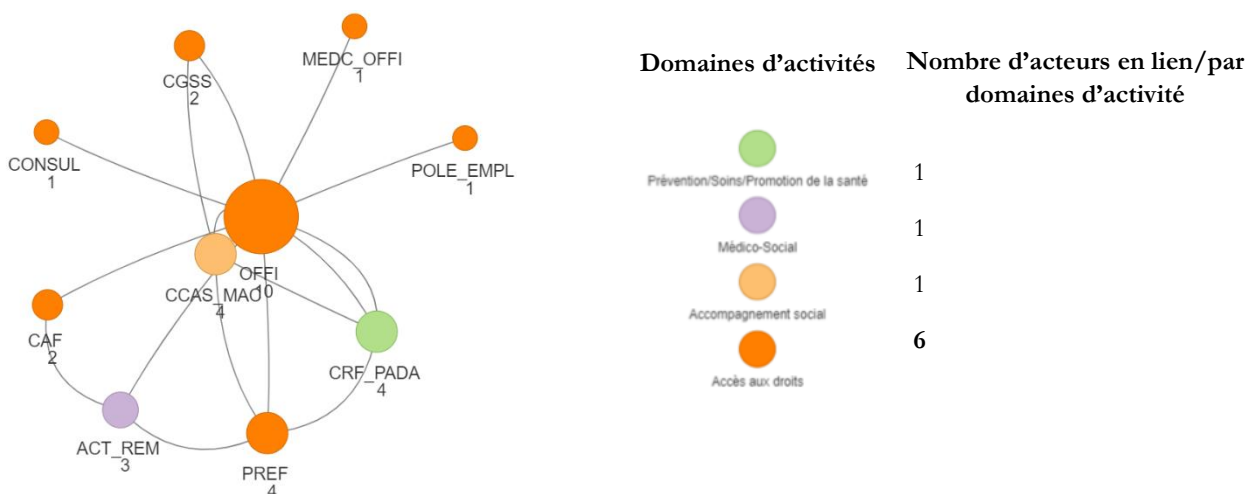 MEDC_OFFI
1
CGSS
2
CONSUL
1
POLE_EMPL
1
OFFI
10
CCAS_MAO
4
CAF
2
CRF_PADA
4
ACT_REM
3
PREF
4
Domaines d'activités
Nombre d'acteurs en lien/par
domaines d'activité
Prévention/Soins/Promotion de la santé
1
Médico-Social
1
Accompagnement social
1
Accès aux droits
6